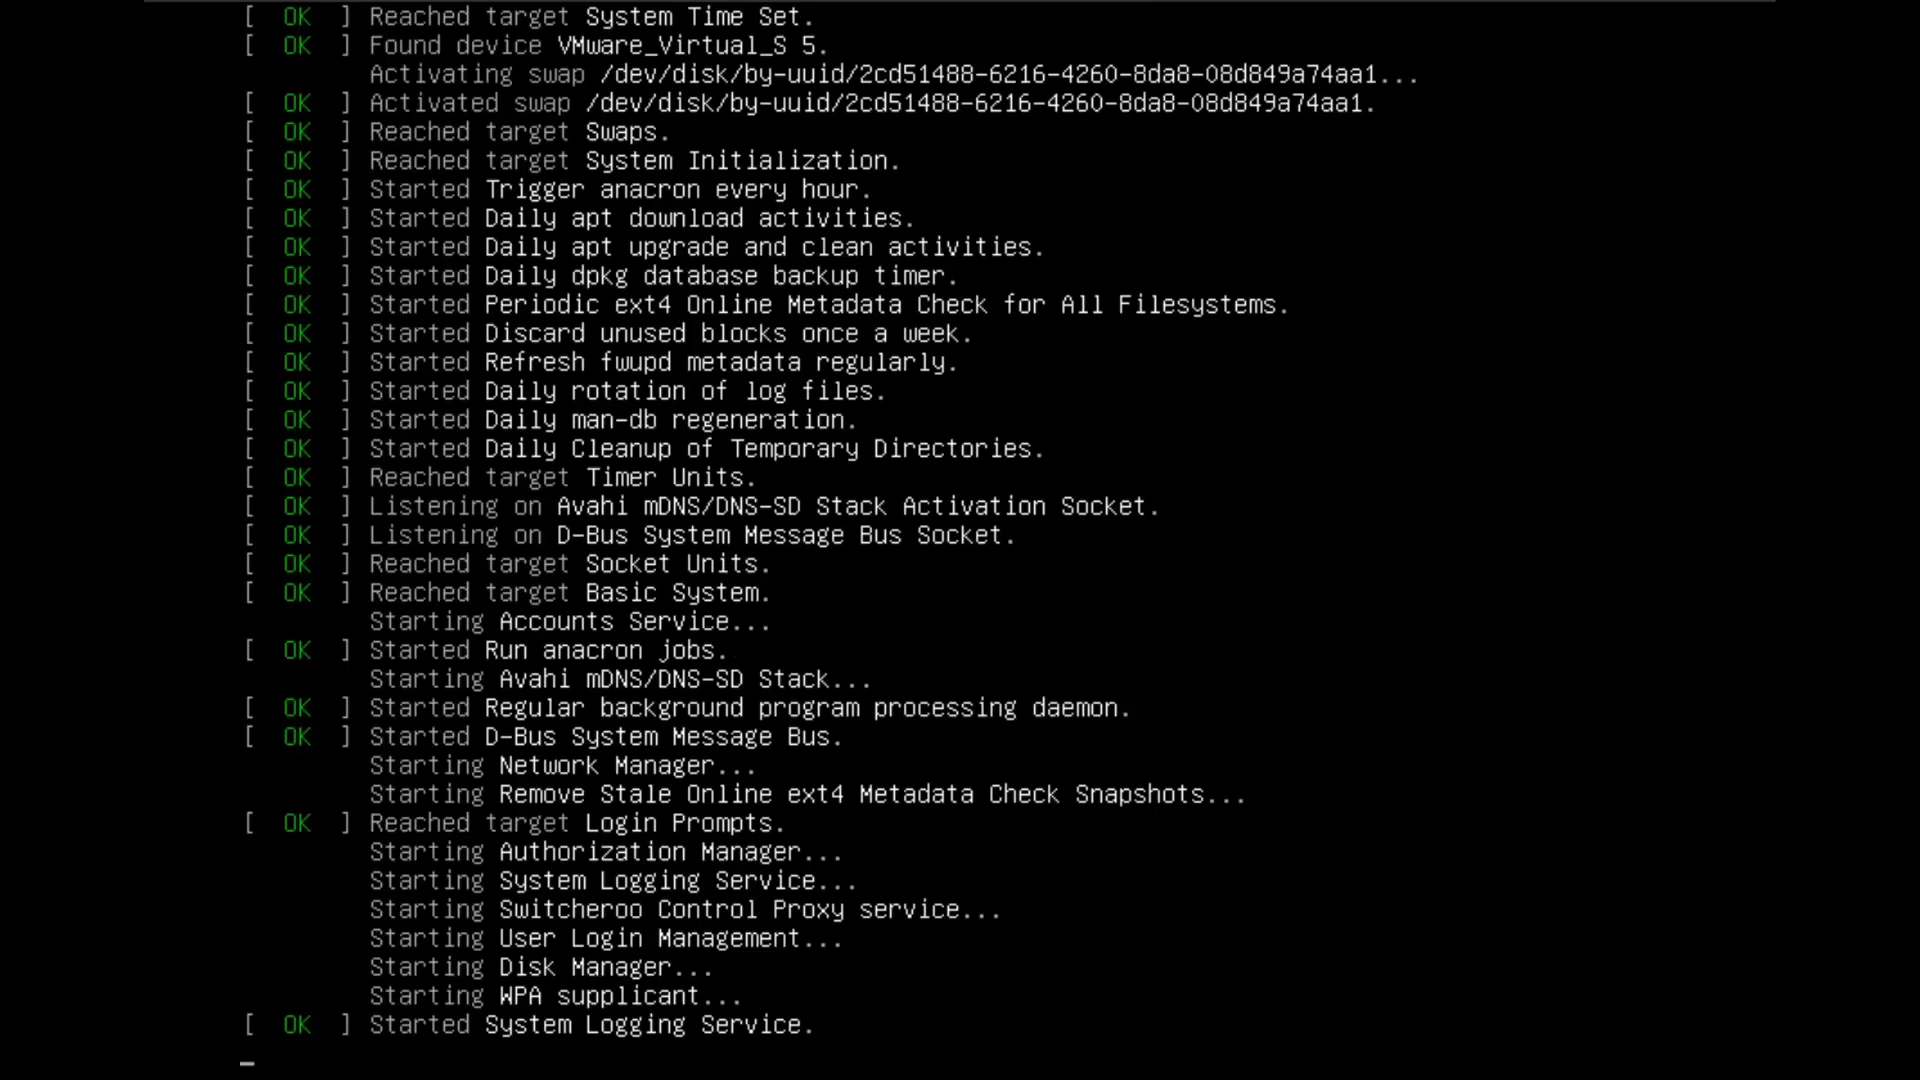 [  OK  ] Reached target System Time Set.
[  OK  ] Found device VMware_Virtual_S 5.
         Activating swap /dev/disk/by-uuid/2cd51488-6216-4260-8da8-08d849a74aa1...
[  OK  ] Activated swap /dev/disk/by-uuid/2cd51488-6216-4260-8da8-08d849a74aa1.
[  OK  ] Reached target Swaps.
[  OK  ] Reached target System Initialization.
[  OK  ] Started Trigger anacron every hour.
[  OK  ] Started Daily apt download activities.
[  OK  ] Started Daily apt upgrade and clean activities.
[  OK  ] Started Daily dpkg database backup timer.
[  OK  ] Started Periodic ext4 Online Metadata Check for All Filesystems.
[  OK  ] Started Discard unused blocks once a week.
[  OK  ] Started Refresh fwupd metadata regularly.
[  OK  ] Started Daily rotation of log files.
[  OK  ] Started Daily man-db regeneration.
[  OK  ] Started Daily Cleanup of Temporary Directories.
[  OK  ] Reached target Timer Units.
[  OK  ] Listening on Avahi mDNS/DNS-SD Stack Activation Socket.
[  OK  ] Listening on D-Bus System Message Bus Socket.
[  OK  ] Reached target Socket Units.
[  OK  ] Reached target Basic System.
         Starting Accounts Service...
[  OK  ] Started Run anacron jobs.
         Starting Avahi mDNS/DNS-SD Stack...
[  OK  ] Started Regular background program processing daemon.
[  OK  ] Started D-Bus System Message Bus.
         Starting Network Manager...
         Starting Remove Stale Online ext4 Metadata Check Snapshots...
[  OK  ] Reached target Login Prompts.
         Starting Authorization Manager...
         Starting System Logging Service...
         Starting Switcheroo Control Proxy service...
         Starting User Login Management...
         Starting Disk Manager...
         Starting WPA supplicant...
[  OK  ] Started System Logging Service.